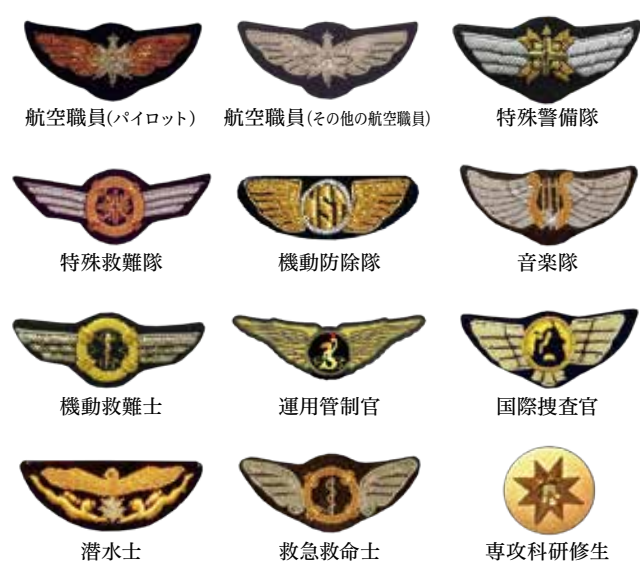 航空職員(パイロット)
航空職員(その他の航空職員)
特殊警備隊
特殊救難隊
機動防除隊
音楽隊
機動救難士
運用管制官
国際捜査官
潜水士
救急救命士
専攻科研修生